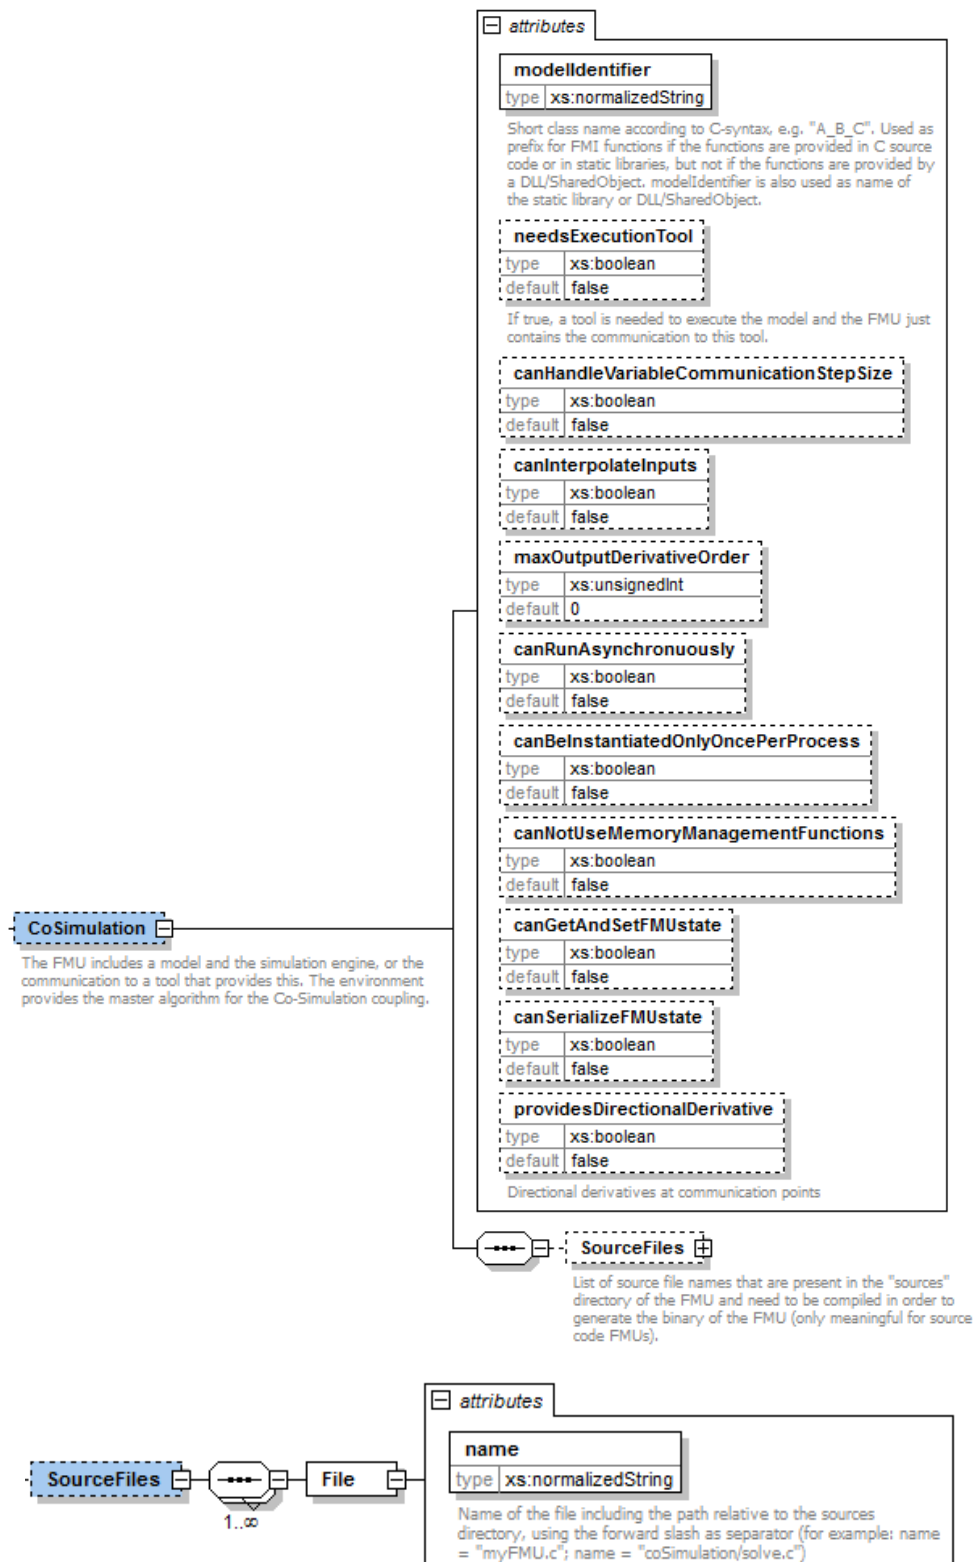 attributes
modelIdentifier
type xs:normalizedString
Short class name according to C-syntax, e.g. "A_B_C". Used as
prefix for FMI functions if the functions are provided in C source
code or in static libraries, but not if the functions are provided by
a DLL/SharedObject. modelIdentifier is also used as name of
the static library or DLL/SharedObject.
needsExecutionTool
type xs:boolean
default false
If true, a tool is needed to execute the model and the FMU just
contains the communication to this tool.
canHandleVariableCommunicationStepSize
type xs:boolean
default false
canInterpolateInputs
type xs:boolean
default false
maxOutputDerivativeOrder
type xs:unsignedInt
default 0
canRunAsynchronuously
type xs:boolean
default false
canBeInstantiatedOnlyOncePerProcess
type xs:boolean
default false
canNotUseMemoryManagementFunctions
type xs:boolean
default false
CoSimulation
The FMU includes a model and the simulation engine, or the
communication to a tool that provides this. The environment
provides the master algorithm for the Co-Simulation coupling.
canGetAndSetFMUstate
type xs:boolean
default false
canSerializeFMUstate
type xs:boolean
default false
providesDirectionalDerivative
type xs:boolean
default false
Directional derivatives at communication points
SourceFiles
List of source file names that are present in the "sources"
directory of the FMU and need to be compiled in order to
generate the binary of the FMU (only meaningful for source
code FMUs).
attributes
name
type xs:normalizedString
SourceFiles
1..∞
File
Name of the file including the path relative to the sources
directory, using the forward slash as separator (for example: name
= "myFMU.c"; name = "coSimulation/solve.c")